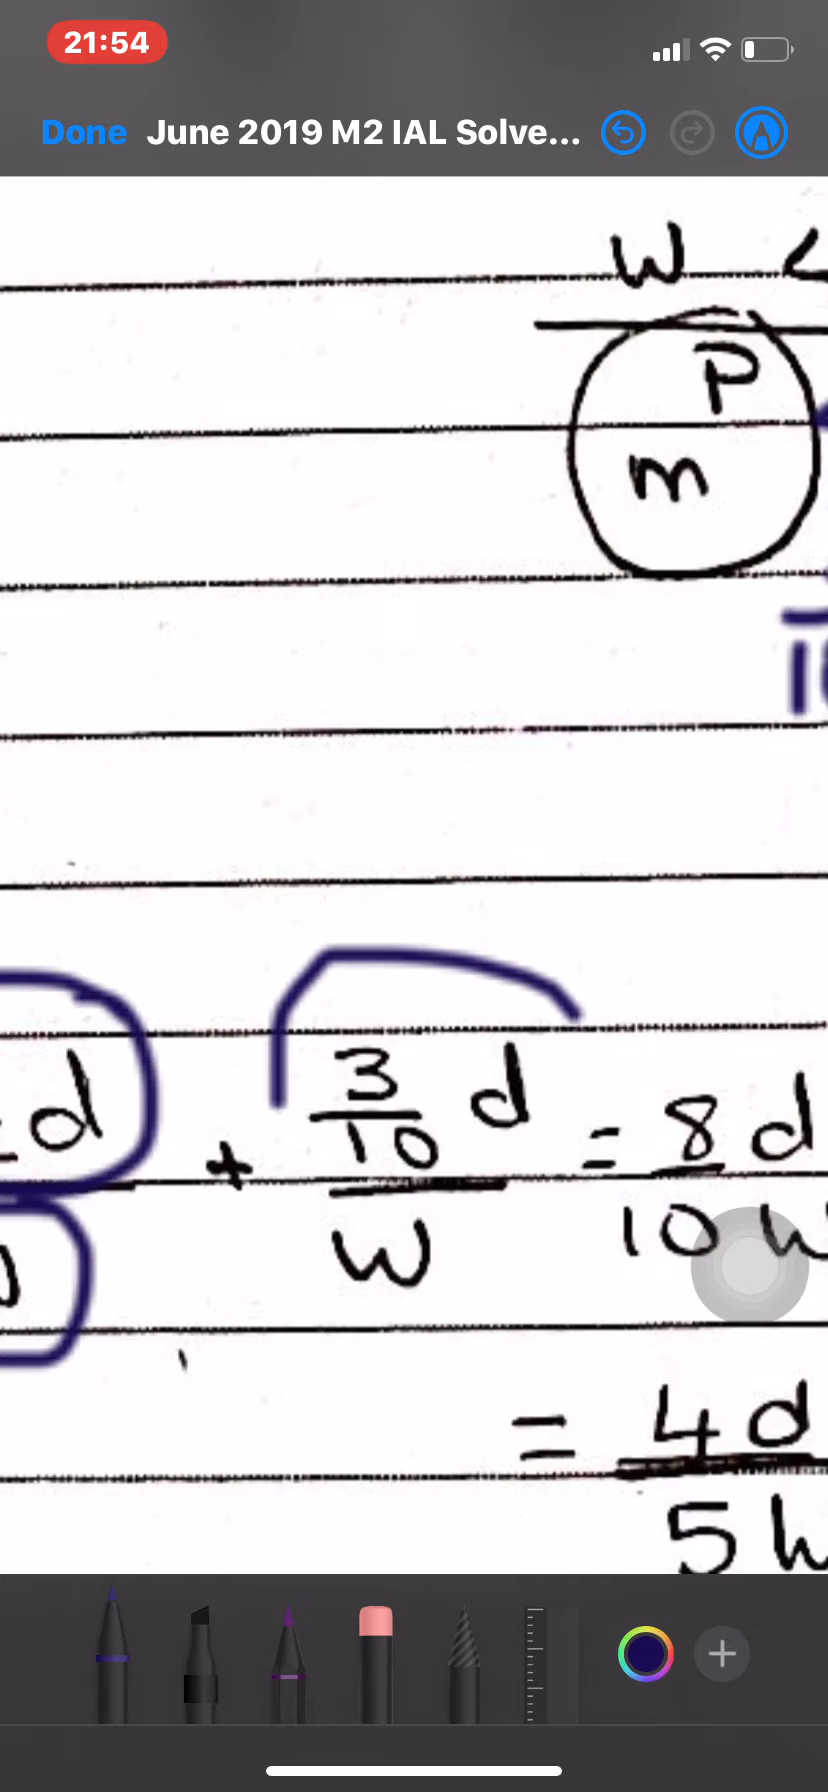 21:54
Done June 2019 M2 IAL Solve...
W <
P
m
d + 3/10 d / W = 8d / 10 W
= 4d / 5 W